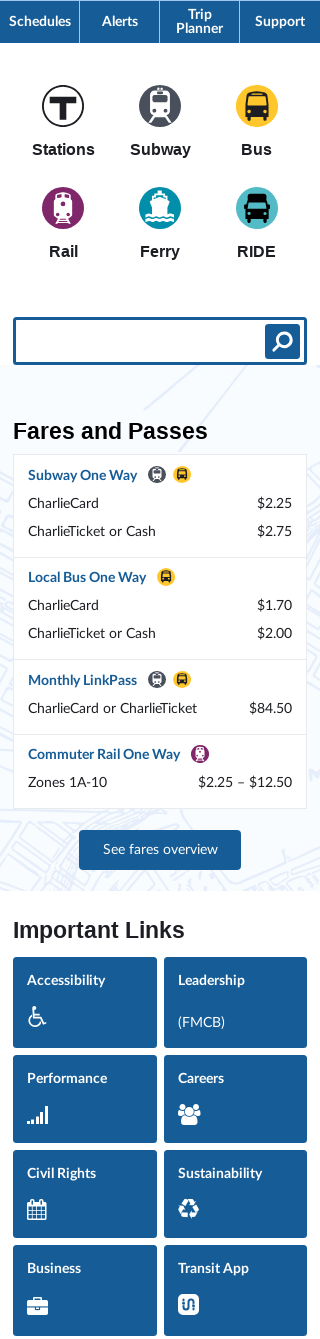 Schedules
Alerts
Trip
Planner
Support
T
Stations
Subway
Bus
Rail
Ferry
RIDE
Fares and Passes
Subway One Way
CharlieCard $2.25
CharlieTicket or Cash $2.75
Local Bus One Way
CharlieCard $1.70
CharlieTicket or Cash $2.00
Monthly LinkPass
CharlieCard or CharlieTicket $84.50
Commuter Rail One Way
Zones 1A-10 $2.25 – $12.50
See fares overview
Important Links
Accessibility
Leadership
(FMCB)
Performance
Careers
Civil Rights
Sustainability
Business
Transit App